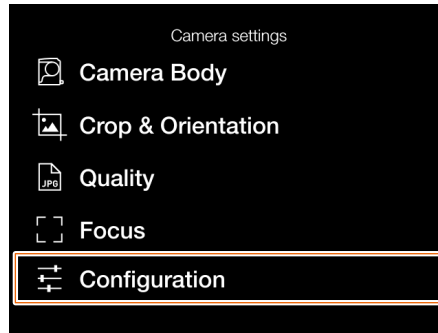 Camera settings
Camera Body
Crop & Orientation
JPG Quality
Focus
Configuration